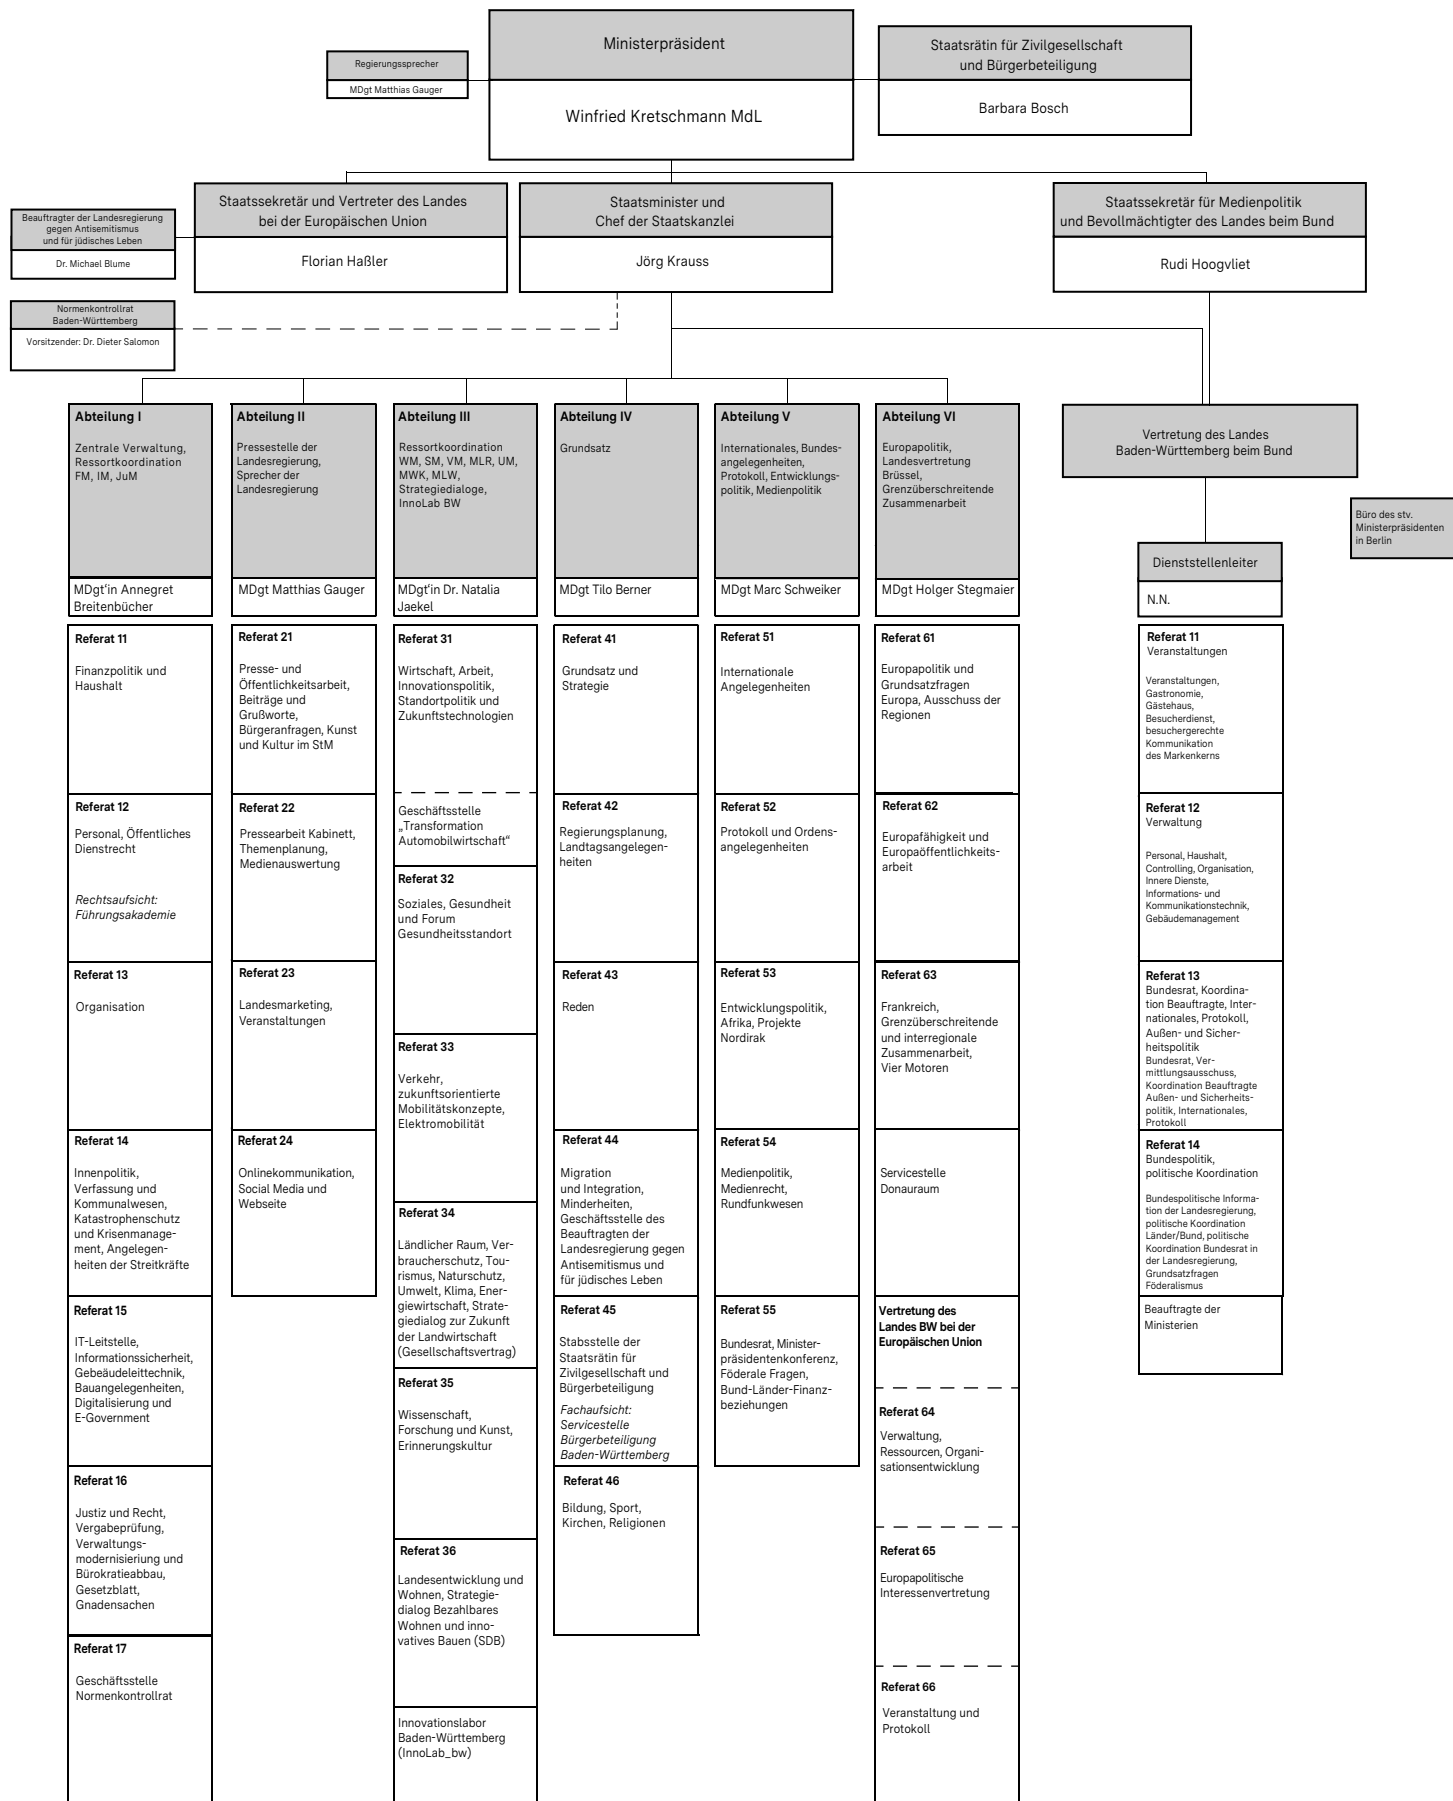 Ministerpräsident
Winfried Kretschmann MdL
Regierungssprecher
MDgt Matthias Gauger
Staatsrätin für Zivilgesellschaft
und Bürgerbeteiligung
Barbara Bosch
Staatssekretär und Vertreter des Landes
bei der Europäischen Union
Florian Haßler
Staatsminister und
Chef der Staatskanzlei
Jörg Krauss
Staatssekretär für Medienpolitik
und Bevollmächtigter des Landes beim Bund
Rudi Hoogvliet
Beauftragter der Landesregierung
gegen Antisemitismus
und für jüdisches Leben
Dr. Michael Blume
Normenkontrollrat
Baden-Württemberg
Vorsitzender: Dr. Dieter Salomon
Abteilung I
Zentrale Verwaltung,
Ressortkoordination
FM, IM, JuM
MDgt‘in Annegret
Breitenbücher
Referat 11
Finanzpolitik und
Haushalt
Referat 12
Personal, Öffentliches
Dienstrecht
Rechtsaufsicht:
Führungsakademie
Referat 13
Organisation
Referat 14
Innenpolitik,
Verfassung und
Kommunalwesen,
Katastrophenschutz
und Krisenmanage-
ment, Angelegen-
heiten der Streitkräfte
Referat 15
IT-Leitstelle,
Informationssicherheit,
Gebeäudeleittechnik,
Bauangelegenheiten,
Digitalisierung und
E-Government
Referat 16
Justiz und Recht,
Vergabeprüfung,
Verwaltungs-
modernisieriung und
Bürokratieabbau,
Gesetzblatt,
Gnadensachen
Referat 17
Geschäftsstelle
Normenkontrollrat
Abteilung II
Pressestelle der
Landesregierung,
Sprecher der
Landesregierung
MDgt Matthias Gauger
Referat 21
Presse- und
Öffentlichkeitsarbeit,
Beiträge und
Grußworte,
Bürgeranfragen, Kunst
und Kultur im StM
Referat 22
Pressearbeit Kabinett,
Themenplanung,
Medienauswertung
Referat 23
Landesmarketing,
Veranstaltungen
Referat 24
Onlinekommunikation,
Social Media und
Webseite
Abteilung III
Ressortkoordination
WM, SM, VM, MLR, UM,
MWK, MLW,
Strategiedialoge,
InnoLab BW
MDgt‘in Dr. Natalia
Jaekel
Referat 31
Wirtschaft, Arbeit,
Innovationspolitik,
Standortpolitik und
Zukunftstechnologien
Geschäftsstelle
„Transformation
Automobilwirtschaft“
Referat 32
Soziales, Gesundheit
und Forum
Gesundheitsstandort
Referat 33
Verkehr,
zukunftsorientierte
Mobilitätskonzepte,
Elektromobilität
Referat 34
Ländlicher Raum, Ver-
braucherschutz, Tou-
rismus, Naturschutz,
Umwelt, Klima, Ener-
giewirtschaft, Strate-
giedialog zur Zukunft
der Landwirtschaft
(Gesellschaftsvertrag)
Referat 35
Wissenschaft,
Forschung und Kunst,
Erinnerungskultur
Referat 36
Landesentwicklung und
Wohnen, Strategie-
dialog Bezahlbares
Wohnen und inno-
vatives Bauen (SDB)
Innovationslabor
Baden-Württemberg
(InnoLab_bw)
Abteilung IV
Grundsatz
MDgt Tilo Berner
Referat 41
Grundsatz und
Strategie
Referat 42
Regierungsplanung,
Landtagsangelegen-
heiten
Referat 43
Reden
Referat 44
Migration
und Integration,
Minderheiten,
Geschäftsstelle des
Beauftragten der
Landesregierung gegen
Antisemitismus und
für jüdisches Leben
Referat 45
Stabsstelle der
Staatsrätin für
Zivilgesellschaft und
Bürgerbeteiligung
Fachaufsicht:
Servicestelle
Bürgerbeteiligung
Baden-Württemberg
Referat 46
Bildung, Sport,
Kirchen, Religionen
Abteilung V
Internationales, Bundes-
angelegenheiten,
Protokoll, Entwicklungs-
politik, Medienpolitik
MDgt Marc Schweiker
Referat 51
Internationale
Angelegenheiten
Referat 52
Protokoll und Ordens-
angelegenheiten
Referat 53
Entwicklungspolitik,
Afrika, Projekte
Nordirak
Referat 54
Medienpolitik,
Medienrecht,
Rundfunkwesen
Referat 55
Bundesrat, Minister-
präsidentenkonferenz,
Föderale Fragen,
Bund-Länder-Finanz-
beziehungen
Abteilung VI
Europapolitik,
Landesvertretung
Brüssel,
Grenzüberschreitende
Zusammenarbeit
MDgt Holger Stegmaier
Referat 61
Europapolitik und
Grundsatzfragen
Europa, Ausschuss der
Regionen
Referat 62
Europafähigkeit und
Europaöffentlichkeits-
arbeit
Referat 63
Frankreich,
Grenzüberschreitende
und interregionale
Zusammenarbeit,
Vier Motoren
Servicestelle
Donauraum
Vertretung des
Landes BW bei der
Europäischen Union
Referat 64
Verwaltung,
Ressourcen, Organi-
sationsentwicklung
Referat 65
Europapolitische
Interessenvertretung
Referat 66
Veranstaltung und
Protokoll
Vertretung des Landes
Baden-Württemberg beim Bund
Büro des stv.
Ministerpräsidenten
in Berlin
Dienststellenleiter
N.N.
Referat 11
Veranstaltungen
Veranstaltungen,
Gastronomie,
Gästehaus,
Besucherdienst,
besuchergerechte
Kommunikation
des Markenkerns
Referat 12
Verwaltung
Personal, Haushalt,
Controlling, Organisation,
Innere Dienste,
Informations- und
Kommunikationstechnik,
Gebäudemanagement
Referat 13
Bundesrat, Koordina-
tion Beauftragte, Inter-
nationales, Protokoll,
Außen- und Sicher-
heitspolitik
Bundesrat, Ver-
mittlungsausschuss,
Koordination Beauftragte
Außen- und Sicherheits-
politik, Internationales,
Protokoll
Referat 14
Bundespolitik,
politische Koordination
Bundespolitische Informa-
tion der Landesregierung,
politische Koordination
Länder/Bund, politische
Koordination Bundesrat in
der Landesregierung,
Grundsatzfragen
Föderalismus
Beauftragte der
Ministerien